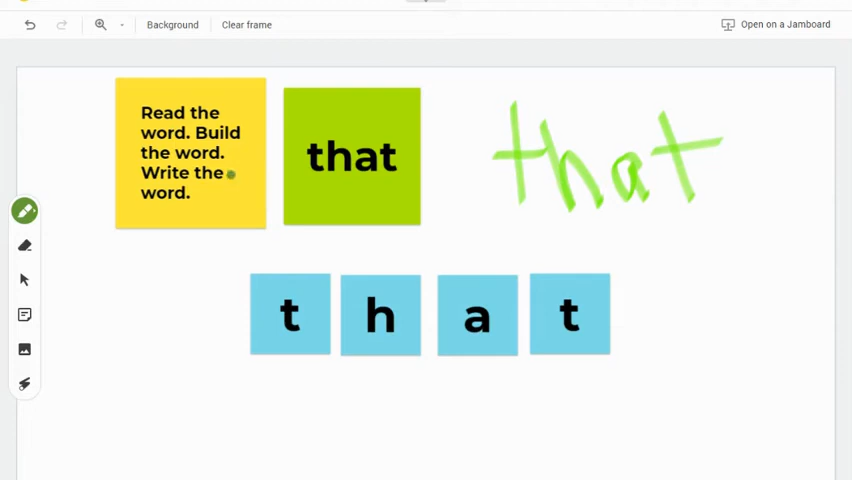 Background
Clear frame
Open on a Jamboard
Read the
word. Build
the word.
Write the
word.
that
that
t h a t